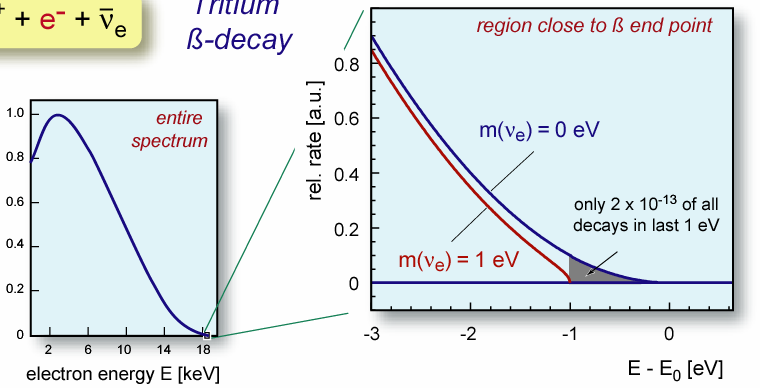 + e⁻ + ν̄ₑ
Tritium
ß-decay
entire
spectrum
1.0
0.8
0.6
0.4
0.2
0
2 6 10 14 18
electron energy E [keV]
region close to ß end point
rel. rate [a.u.]
0.8
0.6
0.4
0.2
0
m(νₑ) = 0 eV
only 2 x 10⁻¹³ of all
decays in last 1 eV
m(νₑ) = 1 eV
-3 -2 -1 0
E - E₀ [eV]